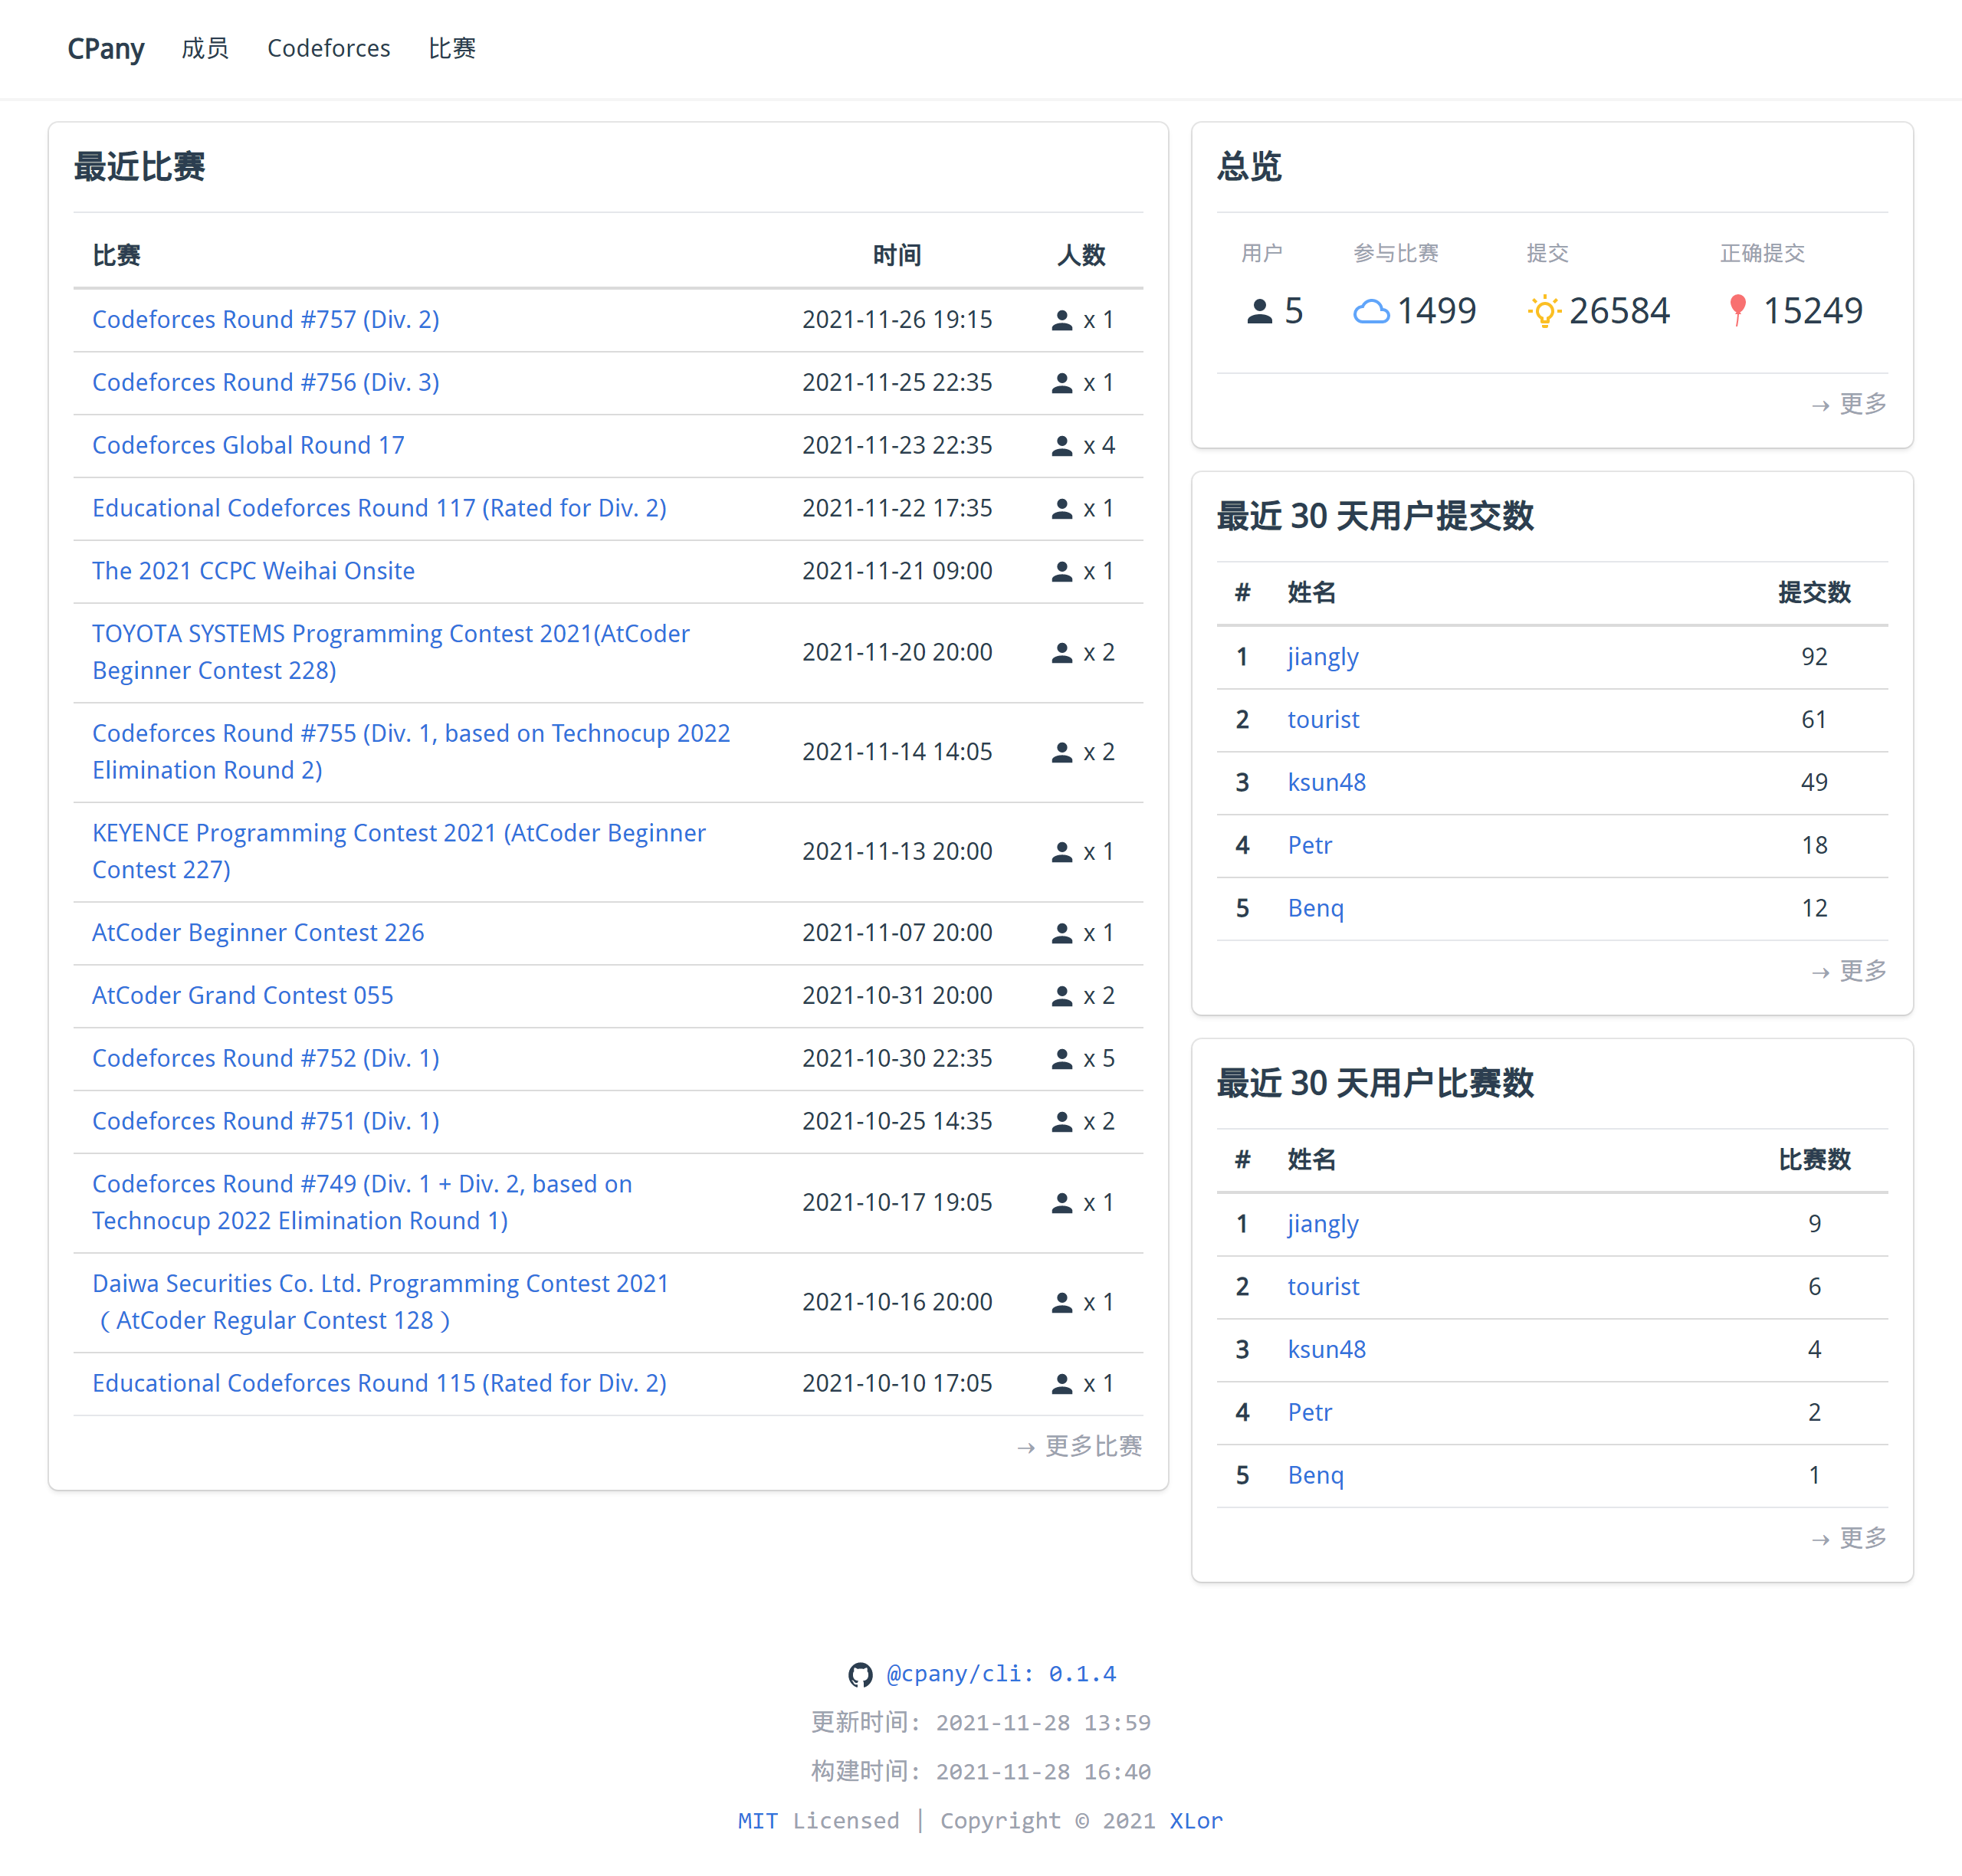 CPany 成员 Codeforces 比赛
最近比赛
比赛 时间 人数
Codeforces Round #757 (Div. 2) 2021-11-26 19:15 x 1
Codeforces Round #756 (Div. 3) 2021-11-25 22:35 x 1
Codeforces Global Round 17 2021-11-23 22:35 x 4
Educational Codeforces Round 117 (Rated for Div. 2) 2021-11-22 17:35 x 1
The 2021 CCPC Weihai Onsite 2021-11-21 09:00 x 1
TOYOTA SYSTEMS Programming Contest 2021(AtCoder
Beginner Contest 228) 2021-11-20 20:00 x 2
Codeforces Round #755 (Div. 1, based on Technocup 2022
Elimination Round 2) 2021-11-14 14:05 x 2
KEYENCE Programming Contest 2021 (AtCoder Beginner
Contest 227) 2021-11-13 20:00 x 1
AtCoder Beginner Contest 226 2021-11-07 20:00 x 1
AtCoder Grand Contest 055 2021-10-31 20:00 x 2
Codeforces Round #752 (Div. 1) 2021-10-30 22:35 x 5
Codeforces Round #751 (Div. 1) 2021-10-25 14:35 x 2
Codeforces Round #749 (Div. 1 + Div. 2, based on
Technocup 2022 Elimination Round 1) 2021-10-17 19:05 x 1
Daiwa Securities Co. Ltd. Programming Contest 2021
（AtCoder Regular Contest 128） 2021-10-16 20:00 x 1
Educational Codeforces Round 115 (Rated for Div. 2) 2021-10-10 17:05 x 1
→ 更多比赛
总览
用户 参与比赛 提交 正确提交
5 1499 26584 15249
→ 更多
最近 30 天用户提交数
# 姓名 提交数
1 jiangly 92
2 tourist 61
3 ksun48 49
4 Petr 18
5 Benq 12
→ 更多
最近 30 天用户比赛数
# 姓名 比赛数
1 jiangly 9
2 tourist 6
3 ksun48 4
4 Petr 2
5 Benq 1
→ 更多
@cpany/cli: 0.1.4
更新时间: 2021-11-28 13:59
构建时间: 2021-11-28 16:40
MIT Licensed | Copyright © 2021 XLor